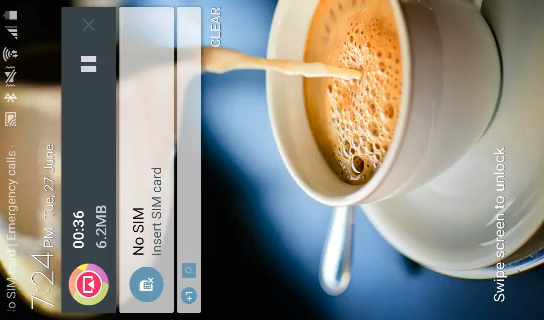 o SIM card | Emergency calls
7:24 PM Tue, 27 June
00:36
6.2MB
No SIM
Insert SIM card
+1
CLEAR
Swipe screen to unlock